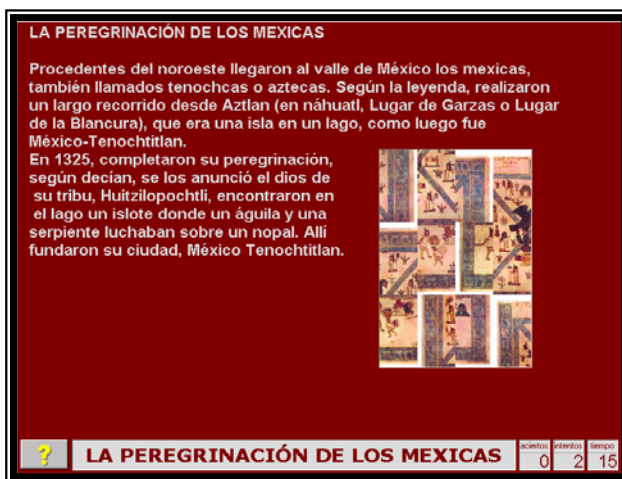 LA PEREGRINACIÓN DE LOS MEXICAS
Procedentes del noroeste llegaron al valle de México los mexicas,
también llamados tenochcas o aztecas. Según la leyenda, realizaron
un largo recorrido desde Aztlan (en náhuatl, Lugar de Garzas o Lugar
de la Blancura), que era una isla en un lago, como luego fue
México-Tenochtitlan.
En 1325, completaron su peregrinación,
según decían, se los anunció el dios de
su tribu, Huitzilopochtli, encontraron en
el lago un islote donde un águila y una
serpiente luchaban sobre un nopal. Allí
fundaron su ciudad, México Tenochtitlan.
?
LA PEREGRINACIÓN DE LOS MEXICAS
aciertos intentos tiempo
0 2 15